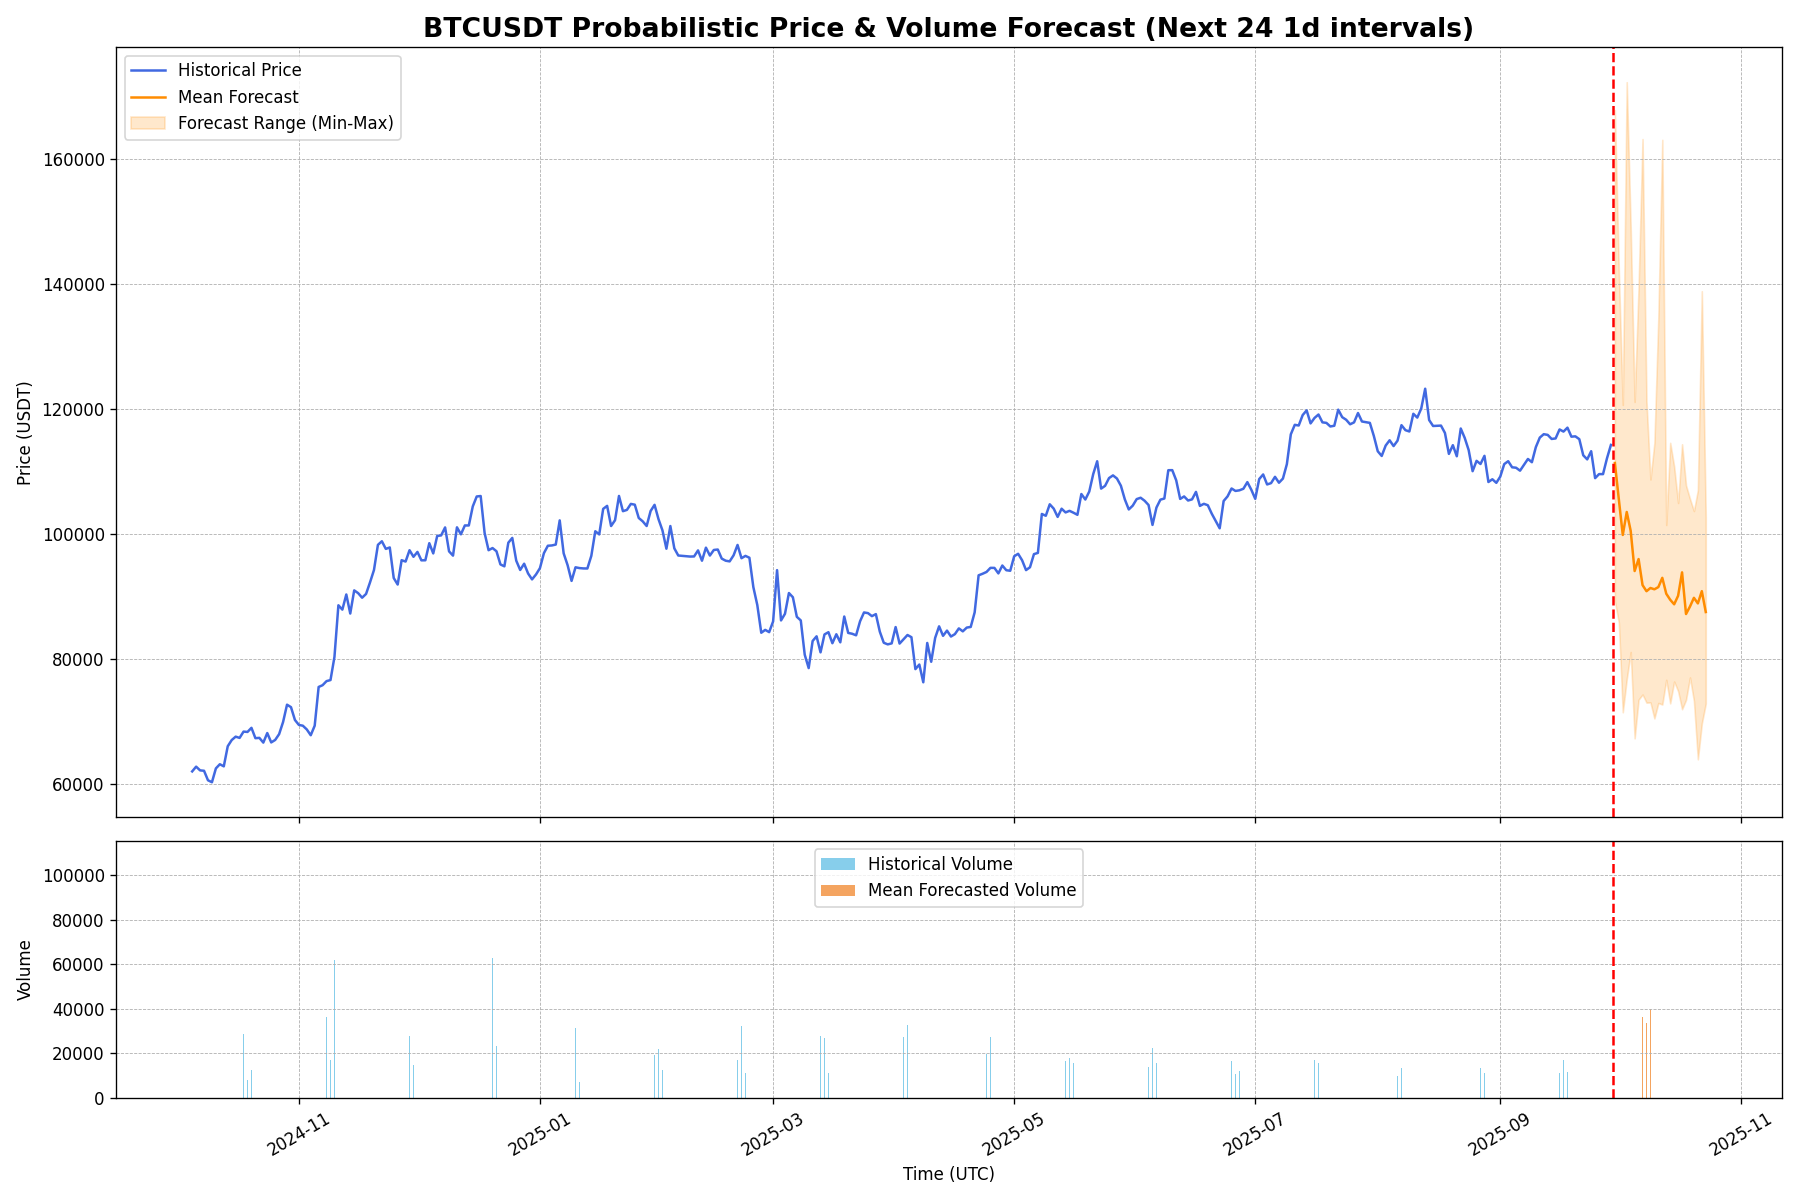 BTCUSDT Probabilistic Price & Volume Forecast (Next 24 1d intervals)
Historical Price
Mean Forecast
Forecast Range (Min-Max)
Price (USDT)
160000
140000
120000
100000
80000
60000
Historical Volume
Mean Forecasted Volume
Volume
100000
80000
60000
40000
20000
0
2024-11
2025-01
2025-03
2025-05
2025-07
2025-09
2025-11
Time (UTC)